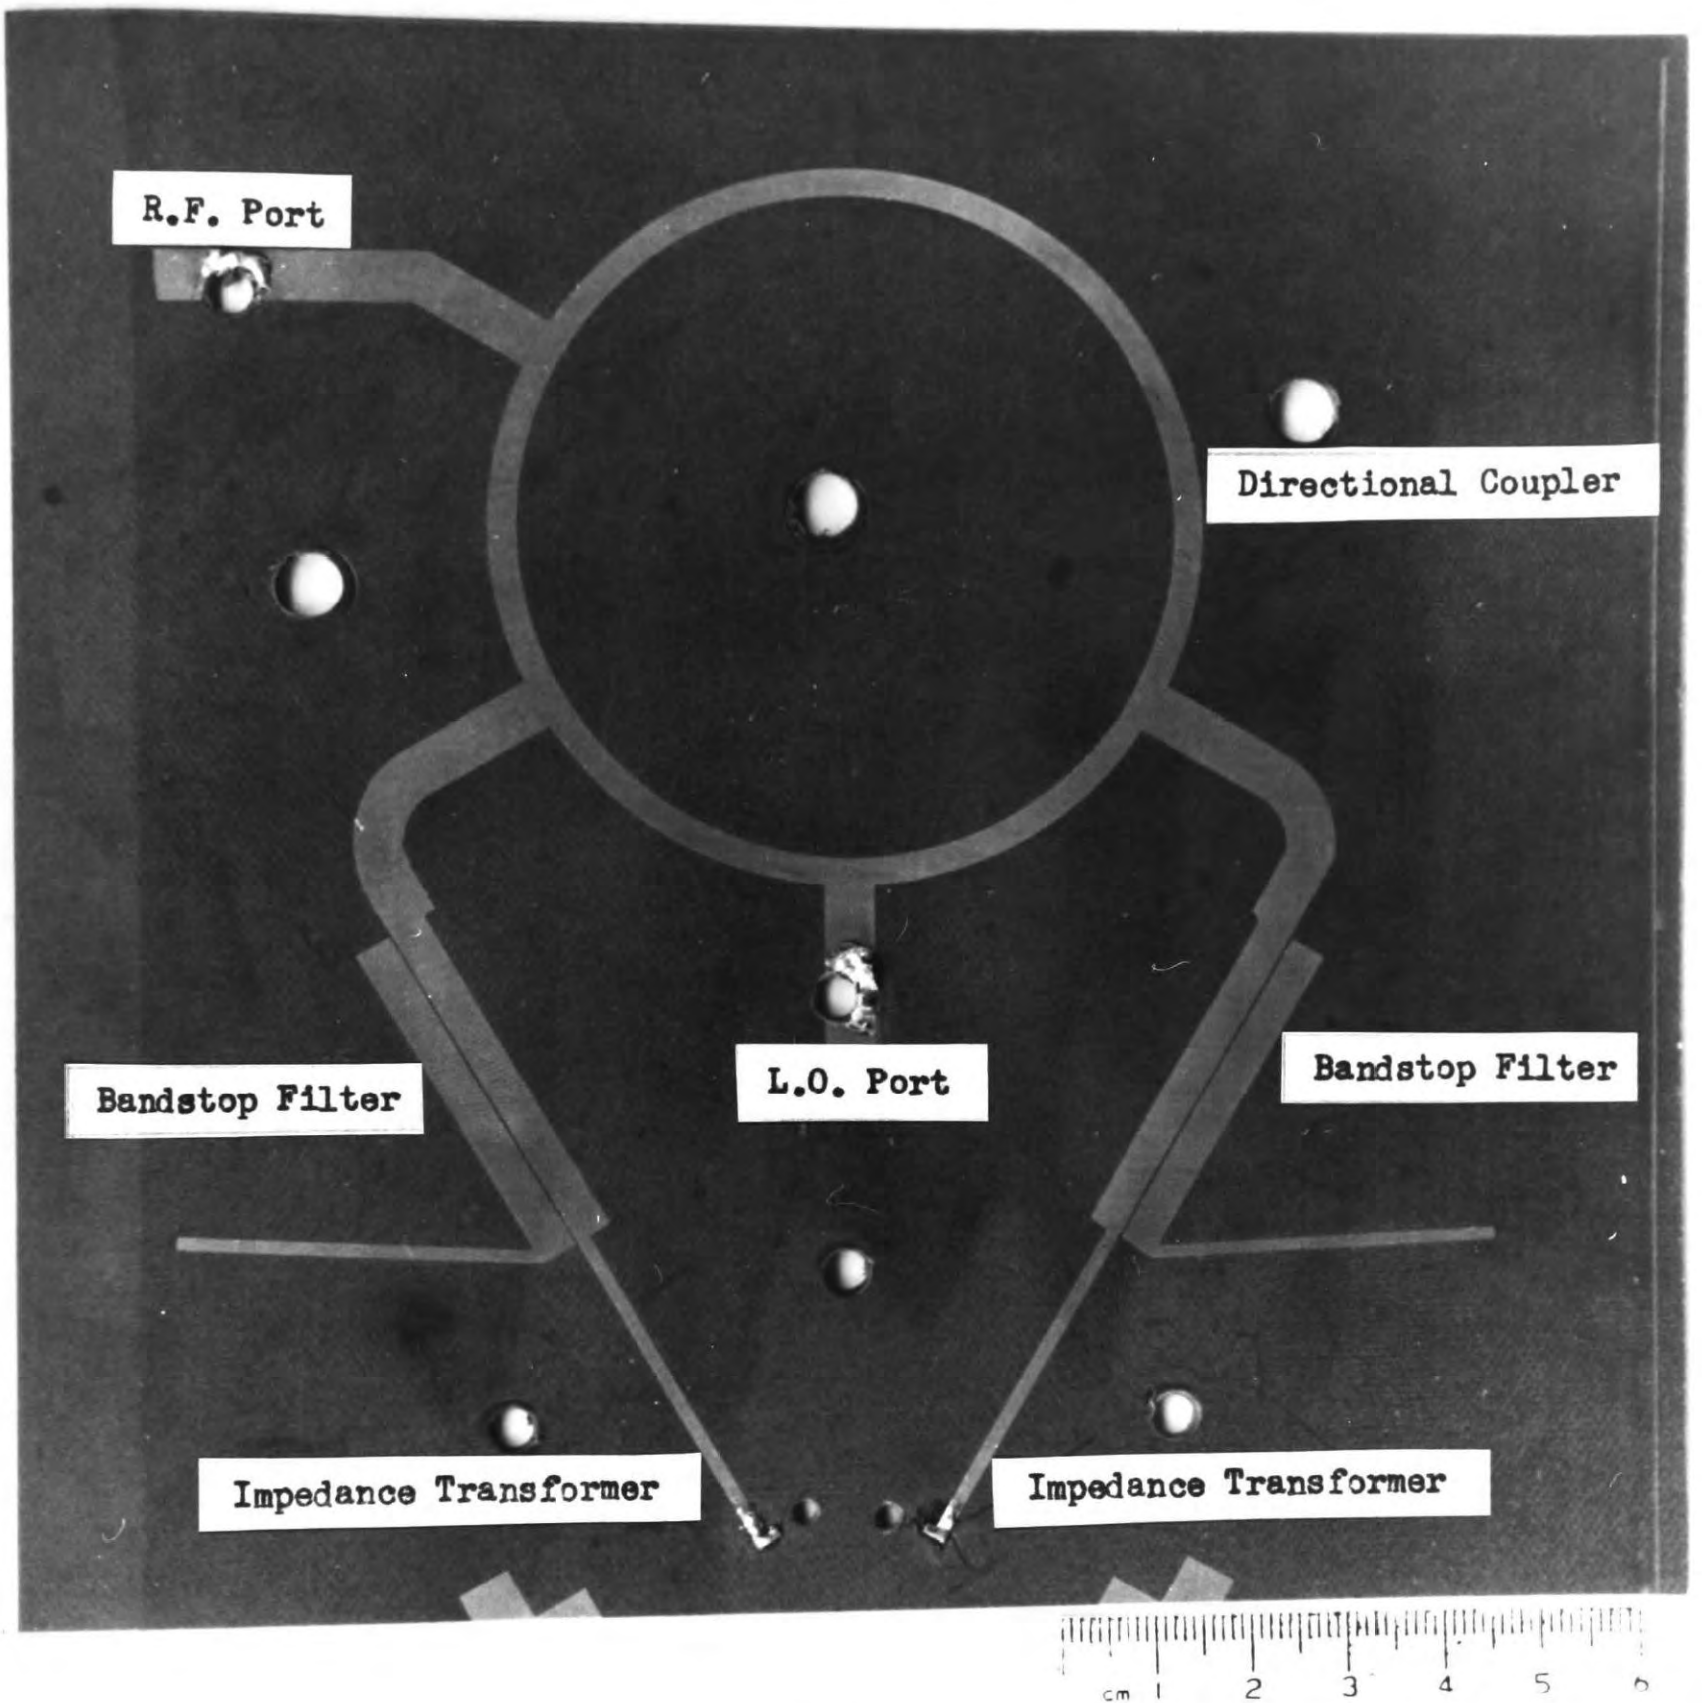 R.F. Port
Directional Coupler
Bandstop Filter
L.O. Port
Bandstop Filter
Impedance Transformer
Impedance Transformer
cm 1 2 3 4 5 6